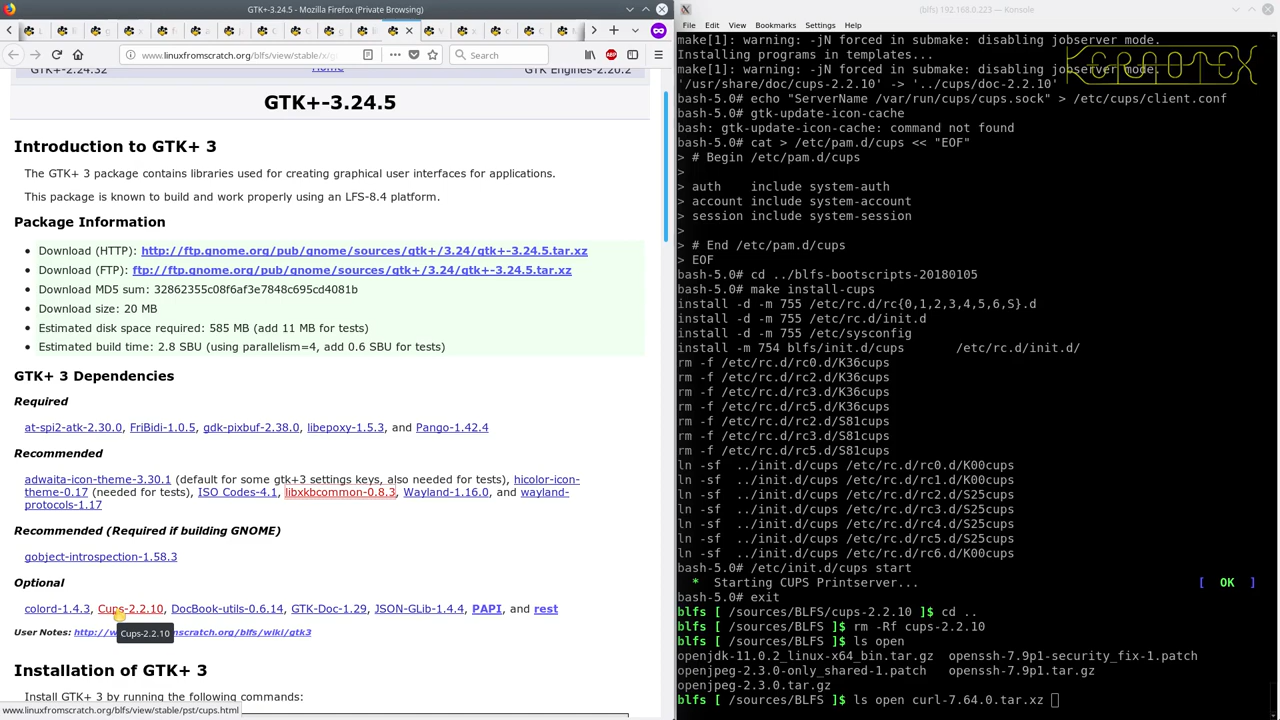 GTK+-3.24.5 - Mozilla Firefox (Private Browsing)
www.linuxfromscratch.org/blfs/view/stable/x/g
Search
GTK+-2.24.32
Home
GTK Engines-2.20.2
GTK+-3.24.5
Introduction to GTK+ 3
The GTK+ 3 package contains libraries used for creating graphical user interfaces for applications.
This package is known to build and work properly using an LFS-8.4 platform.
Package Information
• Download (HTTP): http://ftp.gnome.org/pub/gnome/sources/gtk+/3.24/gtk+-3.24.5.tar.xz
• Download (FTP): ftp://ftp.gnome.org/pub/gnome/sources/gtk+/3.24/gtk+-3.24.5.tar.xz
• Download MD5 sum: 32862355c08f6af3e7848c695cd4081b
• Download size: 20 MB
• Estimated disk space required: 585 MB (add 11 MB for tests)
• Estimated build time: 2.8 SBU (using parallelism=4, add 0.6 SBU for tests)
GTK+ 3 Dependencies
Required
at-spi2-atk-2.30.0, FriBidi-1.0.5, gdk-pixbuf-2.38.0, libepoxy-1.5.3, and Pango-1.42.4
Recommended
adwaita-icon-theme-3.30.1 (default for some gtk+3 settings keys, also needed for tests), hicolor-icon-
theme-0.17 (needed for tests), ISO Codes-4.1, libxkbcommon-0.8.3, Wayland-1.16.0, and wayland-
protocols-1.17
Recommended (Required if building GNOME)
gobject-introspection-1.58.3
Optional
colord-1.4.3, Cups-2.2.10, DocBook-utils-0.6.14, GTK-Doc-1.29, JSON-GLib-1.4.4, PAPI, and rest
User Notes: http://w mscratch.org/blfs/wiki/gtk3
Cups-2.2.10
Installation of GTK+ 3
Install GTK+ 3 by running the following commands:
www.linuxfromscratch.org/blfs/view/stable/pst/cups.html
(blfs) 192.168.0.223 — Konsole
File Edit View Bookmarks Settings Help
KERNOTEX
make[1]: warning: -jN forced in submake: disabling jobserver mode.
Installing programs in templates...
make[1]: warning: -jN forced in submake: disabling jobserver mode.
'/usr/share/doc/cups-2.2.10' -> '../cups/doc-2.2.10'
bash-5.0# echo "ServerName /var/run/cups/cups.sock" > /etc/cups/client.conf
bash-5.0# gtk-update-icon-cache
bash: gtk-update-icon-cache: command not found
bash-5.0# cat > /etc/pam.d/cups << "EOF"
> # Begin /etc/pam.d/cups
>
> auth    include system-auth
> account include system-account
> session include system-session
>
> # End /etc/pam.d/cups
> EOF
bash-5.0# cd ../blfs-bootscripts-20180105
bash-5.0# make install-cups
install -d -m 755 /etc/rc.d/rc{0,1,2,3,4,5,6,S}.d
install -d -m 755 /etc/rc.d/init.d
install -d -m 755 /etc/sysconfig
install -m 754 blfs/init.d/cups       /etc/rc.d/init.d/
rm -f /etc/rc.d/rc0.d/K36cups
rm -f /etc/rc.d/rc2.d/K36cups
rm -f /etc/rc.d/rc3.d/K36cups
rm -f /etc/rc.d/rc5.d/K36cups
rm -f /etc/rc.d/rc2.d/S81cups
rm -f /etc/rc.d/rc3.d/S81cups
rm -f /etc/rc.d/rc5.d/S81cups
ln -sf  ../init.d/cups /etc/rc.d/rc0.d/K00cups
ln -sf  ../init.d/cups /etc/rc.d/rc1.d/K00cups
ln -sf  ../init.d/cups /etc/rc.d/rc2.d/S25cups
ln -sf  ../init.d/cups /etc/rc.d/rc3.d/S25cups
ln -sf  ../init.d/cups /etc/rc.d/rc4.d/S25cups
ln -sf  ../init.d/cups /etc/rc.d/rc5.d/S25cups
ln -sf  ../init.d/cups /etc/rc.d/rc6.d/K00cups
bash-5.0# /etc/init.d/cups start
*  Starting CUPS Printserver... [  OK  ]
bash-5.0# exit
blfs [ /sources/BLFS/cups-2.2.10 ]$ cd ..
blfs [ /sources/BLFS ]$ rm -Rf cups-2.2.10
blfs [ /sources/BLFS ]$ ls open
openjdk-11.0.2_linux-x64_bin.tar.gz  openssh-7.9p1-security_fix-1.patch
openjpeg-2.3.0-only_shared-1.patch   openssh-7.9p1.tar.gz
openjpeg-2.3.0.tar.gz
blfs [ /sources/BLFS ]$ ls open curl-7.64.0.tar.xz